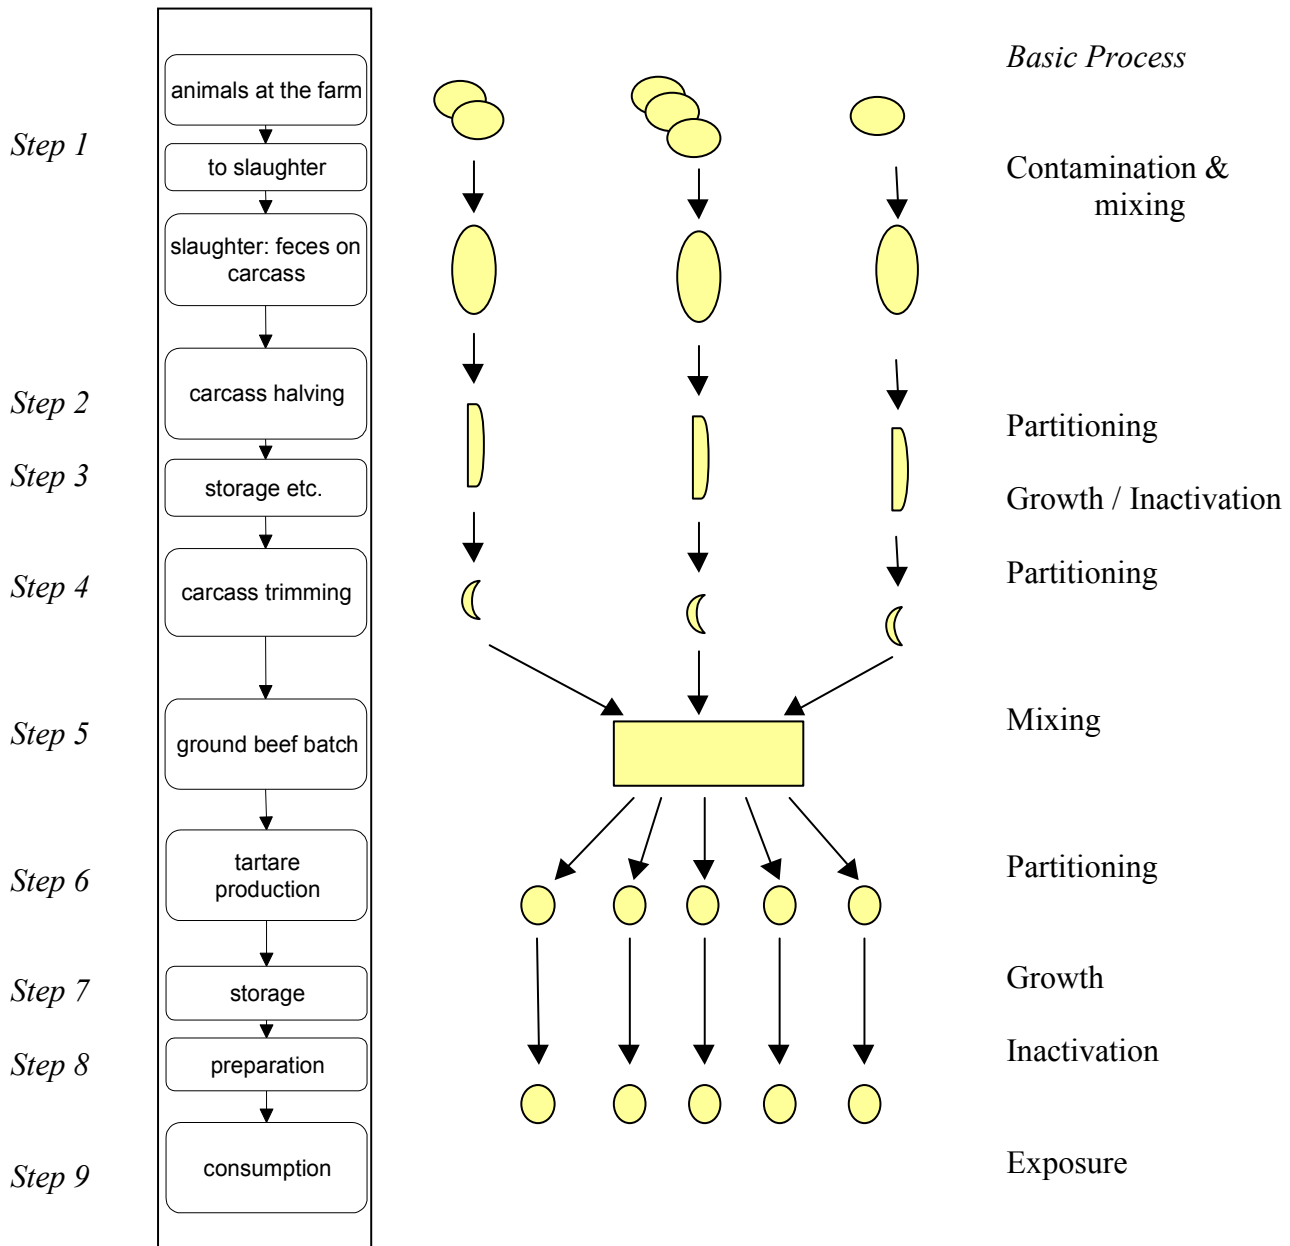 Basic Process
animals at the farm
Step 1
to slaughter
Contamination &
mixing
slaughter: feces on
carcass
carcass halving
Step 2
Partitioning
Step 3
storage etc.
Growth / Inactivation
Step 4
carcass trimming
Partitioning
Step 5
ground beef batch
Mixing
tartare
production
Step 6
Partitioning
Step 7
storage
Growth
Step 8
preparation
Inactivation
Step 9
consumption
Exposure